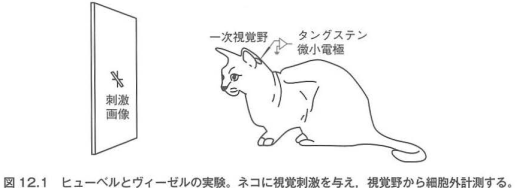 一次視覚野
タングステン
微小電極
刺激
画像
図 12.1 ヒューベルとヴィーゼルの実験。ネコに視覚刺激を与え，視覚野から細胞外計測する。